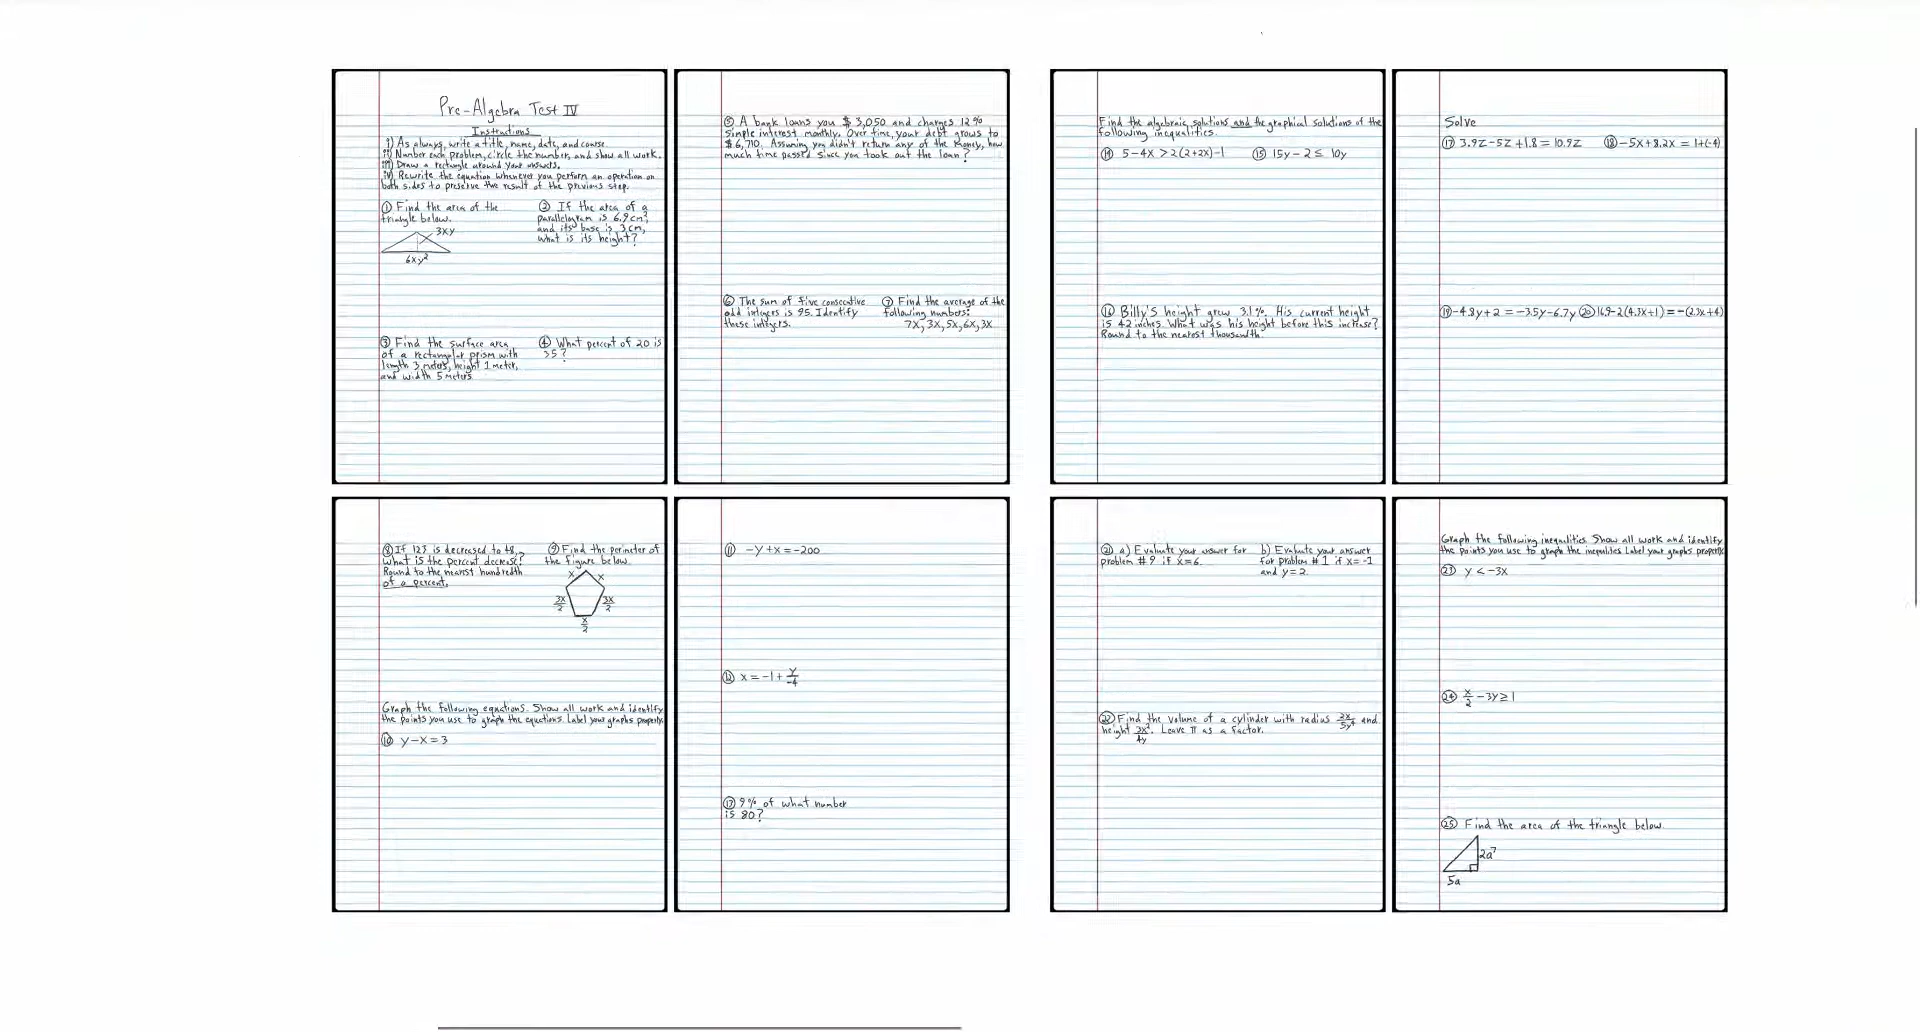 Pre-Algebra Test IV
Instructions
i) As always, write a title, name, date, and course.
ii) Number each problem, circle the number, and show all work.
iii) Draw a rectangle around your answers.
iv) Rewrite the equation whenever you perform an operation on
both sides to preserve the result of the previous step.
① Find the area of the
triangle below.
3xy
6xy²
② If the area of a
parallelogram is 6.9 cm²,
and its base is 3 cm,
what is its height?
③ Find the surface area
of a rectangular prism with
length 3 meters, height 1 meter,
and width 5 meters.
④ What percent of 20 is
35?
⑤ A bank loans you $3,050 and charges 12%
simple interest monthly. Over time, your debt grows to
$6,710. Assuming you didn't return any of the money, how
much time passed since you took out the loan?
⑥ The sum of five consecutive
odd integers is 95. Identify
these integers.
⑦ Find the average of the
following numbers:
7x, 3x, 5x, 6x, 3x
⑧ If 123 is decreased to 48,
what is the percent decrease?
Round to the nearest hundredth
of a percent.
⑨ Find the perimeter of
the figure below.
x x
3x/2 3x/2
x/2
Graph the following equations. Show all work and identify
the points you use to graph the equations. Label your graphs properly.
⑩ y-x=3
⑪ -y+x=-200
⑫ x=-1+y/-4
⑬ 9% of what number
is 80?
Find the algebraic solutions and the graphical solutions of the
following inequalities.
⑭ 5-4x>2(2+2x)-1
⑮ 15y-2≤10y
⑯ Billy's height grew 3.1%. His current height
is 42 inches. What was his height before this increase?
Round to the nearest thousandth.
Solve
⑰ 3.9z-5z+1.8=10.9z
⑱ -5x+8.2x=1+(-4)
⑲ -4.8y+2=-3.5y-6.7y
⑳ 16.9-2(4.3x+1)=-(2.3x+4)
㉑ a) Evaluate your answer for
problem #9 if x=6.
b) Evaluate your answer
for problem #1 if x=-1
and y=2.
㉒ Find the volume of a cylinder with radius 2x/5y⁴ and
height 3x²/4y. Leave π as a factor.
Graph the following inequalities. Show all work and identify
the points you use to graph the inequalities. Label your graphs properly.
㉓ y<-3x
㉔ x/2-3y≥1
㉕ Find the area of the triangle below.
2a⁷
5a